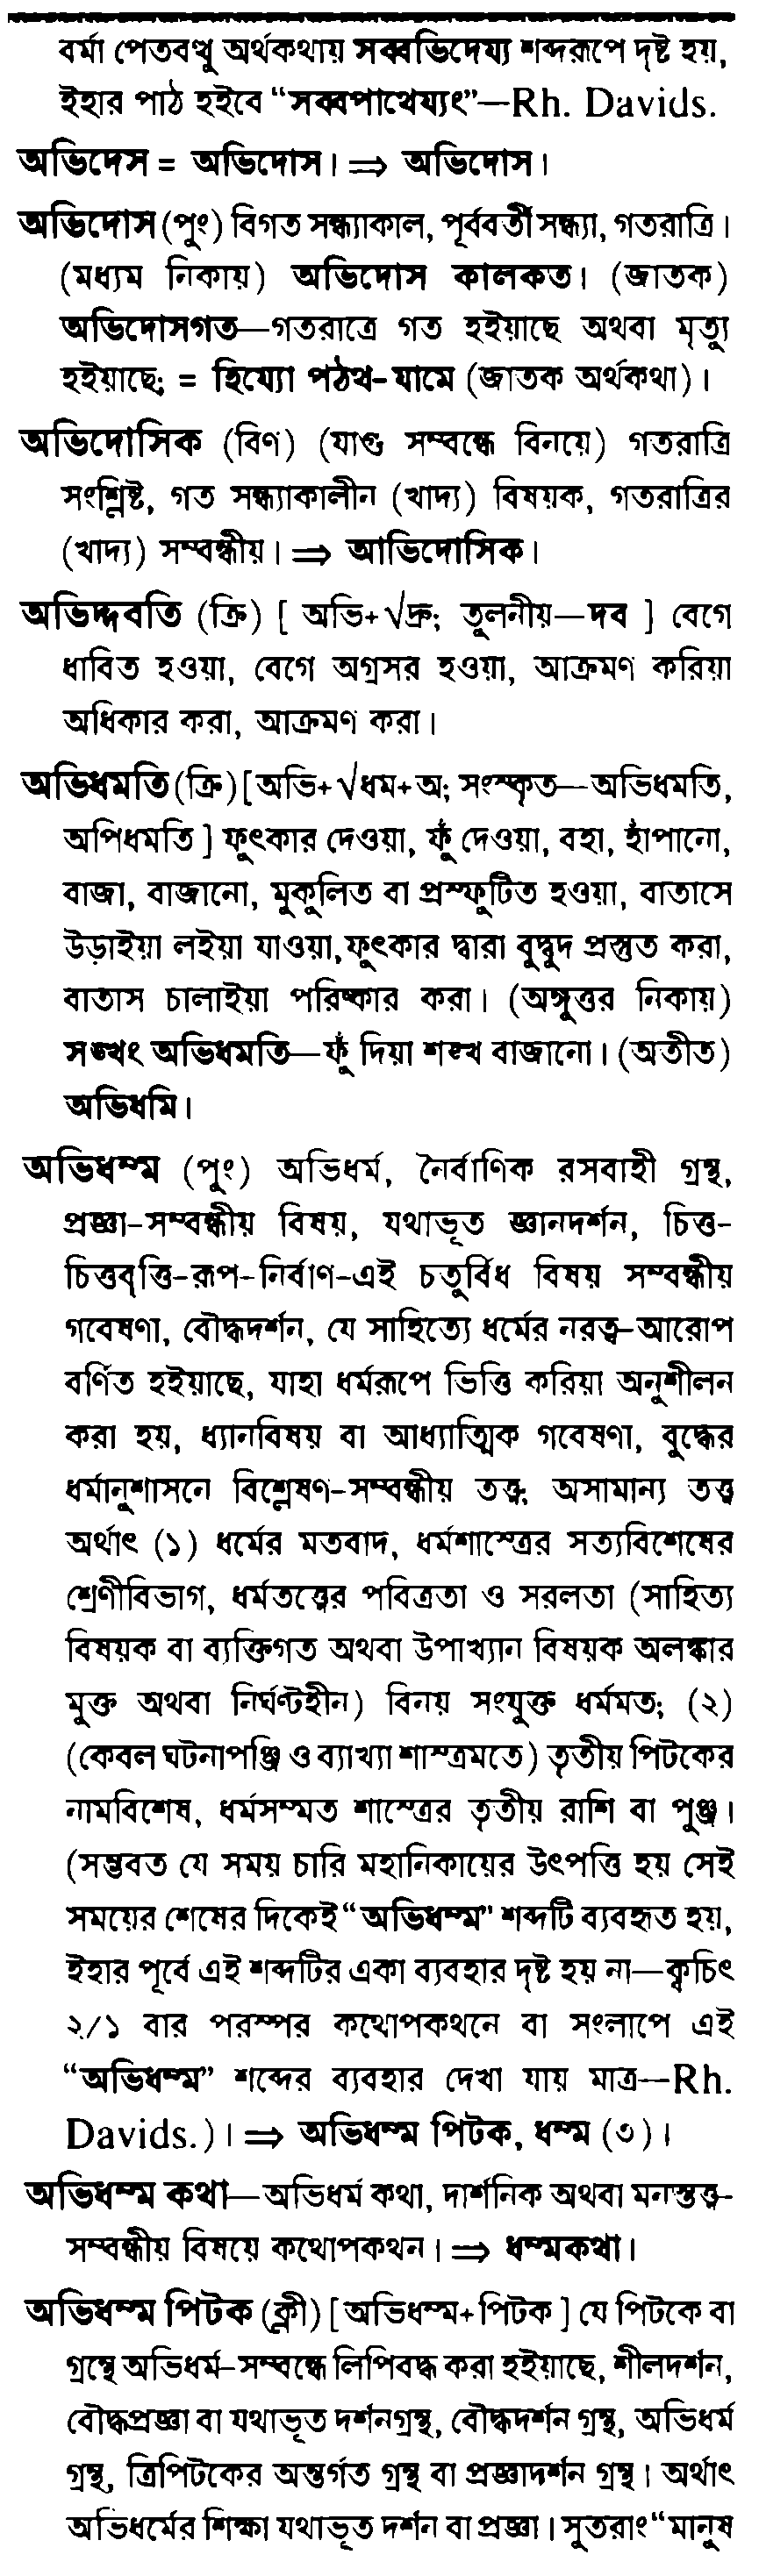 বর্মা পেতবত্থু অর্থকথায় সব্বভিদেয্য শব্দরূপে দৃষ্ট হয়,
ইহার পাঠ হইবে “সব্বপাথেয্যং”—Rh. Davids.
অভিদেস = অভিদোস। ⇒ অভিদোস।
অভিদোস (পুং) বিগত সন্ধ্যাকাল, পূর্ববর্তী সন্ধ্যা, গতরাত্রি।
(মধ্যম নিকায়) অভিদোস কালকত। (জাতক)
অভিদোসগত—গতরাত্রে গত হইয়াছে অথবা মৃত্যু
হইয়াছে; = হিয্যো পঠম-যামে (জাতক অর্থকথা)।
অভিদোসিক (বিণ) (যাগু সম্বন্ধে বিনয়ে) গতরাত্রি
সংশ্লিষ্ট, গত সন্ধ্যাকালীন (খাদ্য) বিষয়ক, গতরাত্রির
(খাদ্য) সম্বন্ধীয়। ⇒ আভিদোসিক।
অভিদ্দবতি (ক্রি) [ অভি+√দ্রু; তুলনীয়—দব ] বেগে
ধাবিত হওয়া, বেগে অগ্রসর হওয়া, আক্রমণ করিয়া
অধিকার করা, আক্রমণ করা।
অভিধমতি (ক্রি) [ অভি+√ধম+অ; সংস্কৃত—অভিধমতি,
অপিধমতি ] ফুৎকার দেওয়া, ফুঁ দেওয়া, বহা, হাঁপানো,
বাজা, বাজানো, মুকুলিত বা প্রস্ফুটিত হওয়া, বাতাসে
উড়াইয়া লইয়া যাওয়া, ফুৎকার দ্বারা বুদ্বুদ প্রস্তুত করা,
বাতাস চালাইয়া পরিষ্কার করা। (অঙ্গুত্তর নিকায়)
সঙ্খং অভিধমতি—ফুঁ দিয়া শঙ্খ বাজানো। (অতীত)
অভিধমি।
অভিধম্ম (পুং) অভিধর্ম, নৈর্বাণিক রসবাহী গ্রন্থ,
প্রজ্ঞা-সম্বন্ধীয় বিষয়, যথাভূত জ্ঞানদর্শন, চিত্ত-
চিত্তবৃত্তি-রূপ-নির্বাণ-এই চতুর্বিধ বিষয় সম্বন্ধীয়
গবেষণা, বৌদ্ধদর্শন, যে সাহিত্যে ধর্মের নরত্ব-আরোপ
বর্ণিত হইয়াছে, যাহা ধর্মরূপে ভিত্তি করিয়া অনুশীলন
করা হয়, ধ্যানবিষয় বা আধ্যাত্মিক গবেষণা, বুদ্ধের
ধর্মানুশাসনে বিশ্লেষণ-সম্বন্ধীয় তত্ত্ব; অসামান্য তত্ত্ব
অর্থাৎ (১) ধর্মের মতবাদ, ধর্মশাস্ত্রের সত্যবিশেষের
শ্রেণীবিভাগ, ধর্মতত্ত্বের পবিত্রতা ও সরলতা (সাহিত্য
বিষয়ক বা ব্যক্তিগত অথবা উপাখ্যান বিষয়ক অলঙ্কার
মুক্ত অথবা নির্ঘণ্টহীন) বিনয় সংযুক্ত ধর্মমত; (২)
(কেবল ঘটনাপঞ্জি ও ব্যাখ্যা শাস্ত্রমতে) তৃতীয় পিটকের
নামবিশেষ, ধর্মসম্মত শাস্ত্রের তৃতীয় রাশি বা পুঞ্জ।
(সম্ভবত যে সময় চারি মহানিকায়ের উৎপত্তি হয় সেই
সময়ের শেষের দিকেই “অভিধম্ম” শব্দটি ব্যবহৃত হয়,
ইহার পূর্বে এই শব্দটির একা ব্যবহার দৃষ্ট হয় না—ক্বচিৎ
২/১ বার পরস্পর কথোপকথনে বা সংলাপে এই
“অভিধম্ম” শব্দের ব্যবহার দেখা যায় মাত্র—Rh.
Davids.)। ⇒ অভিধম্ম পিটক, ধম্ম (৩)।
অভিধম্ম কথা—অভিধর্ম কথা, দার্শনিক অথবা মনস্তত্ত্ব-
সম্বন্ধীয় বিষয়ে কথোপকথন। ⇒ ধম্মকথা।
অভিধম্ম পিটক (ক্লী) [ অভিধম্ম+পিটক ] যে পিটকে বা
গ্রন্থে অভিধর্ম-সম্বন্ধে লিপিবদ্ধ করা হইয়াছে, শীলদর্শন,
বৌদ্ধপ্রজ্ঞা বা যথাভূত দর্শনগ্রন্থ, বৌদ্ধদর্শন গ্রন্থ, অভিধর্ম
গ্রন্থ, ত্রিপিটকের অন্তর্গত গ্রন্থ বা প্রজ্ঞাদর্শন গ্রন্থ। অর্থাৎ
অভিধর্মের শিক্ষা যথাভূত দর্শন বা প্রজ্ঞা। সুতরাং “মানুষ